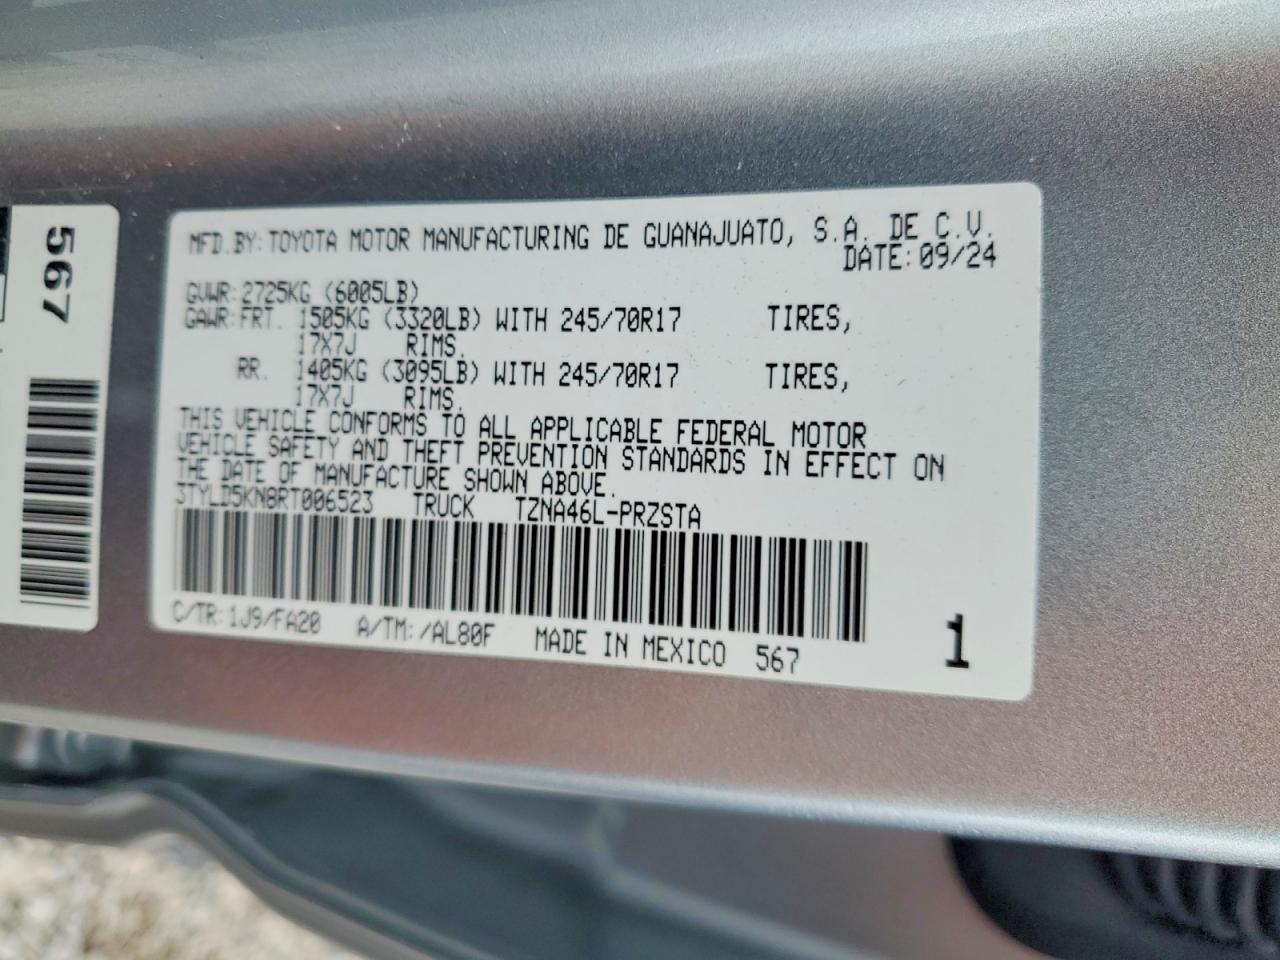 567
MFD.BY:TOYOTA MOTOR MANUFACTURING DE GUANAJUATO, S.A. DE C.V.
DATE:09/24
GVWR:2725KG (6005LB)
GAWR:FRT. 1505KG (3320LB) WITH 245/70R17 TIRES,
17X7J RIMS.
RR. 1405KG (3095LB) WITH 245/70R17 TIRES,
17X7J RIMS.
THIS VEHICLE CONFORMS TO ALL APPLICABLE FEDERAL MOTOR
VEHICLE SAFETY AND THEFT PREVENTION STANDARDS IN EFFECT ON
THE DATE OF MANUFACTURE SHOWN ABOVE.
3TYLD5KN8RT006523 TRUCK TZNA46L-PRZSTA
C/TR:1J9/FA20 A/TM:/AL80F MADE IN MEXICO 567
1